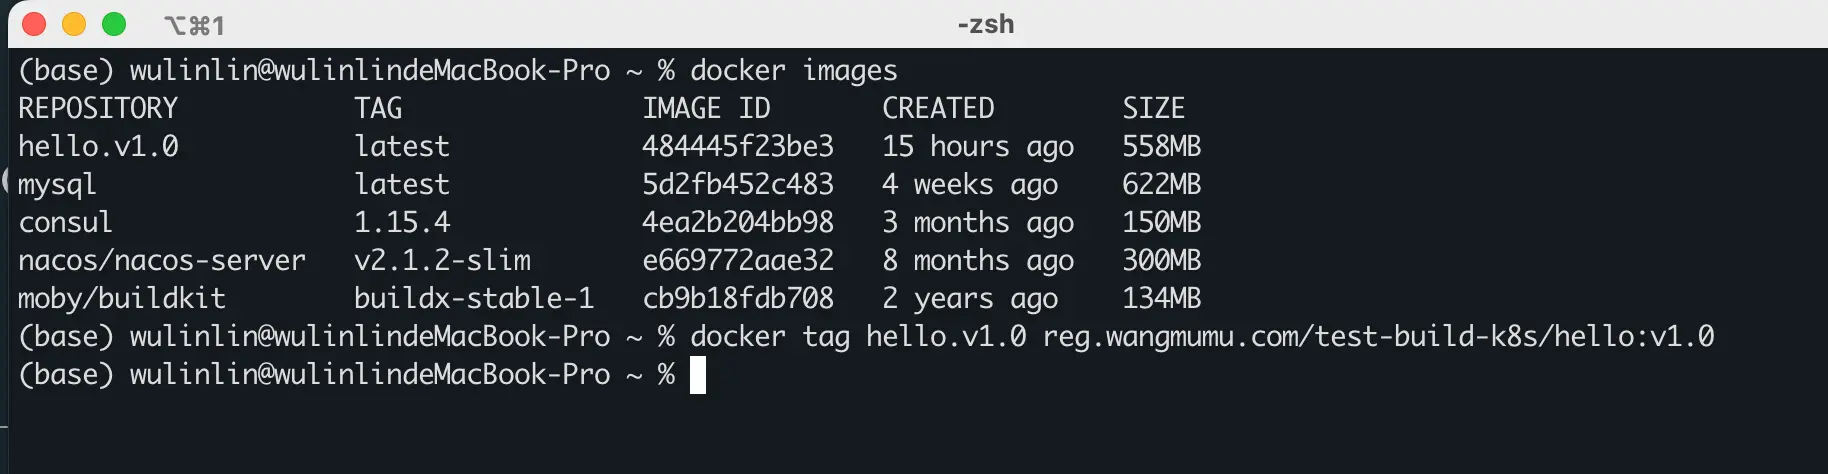 ⌥⌘1 -zsh
(base) wulinlin@wulinlindeMacBook-Pro ~ % docker images
REPOSITORY TAG IMAGE ID CREATED SIZE
hello.v1.0 latest 484445f23be3 15 hours ago 558MB
mysql latest 5d2fb452c483 4 weeks ago 622MB
consul 1.15.4 4ea2b204bb98 3 months ago 150MB
nacos/nacos-server v2.1.2-slim e669772aae32 8 months ago 300MB
moby/buildkit buildx-stable-1 cb9b18fdb708 2 years ago 134MB
(base) wulinlin@wulinlindeMacBook-Pro ~ % docker tag hello.v1.0 reg.wangmumu.com/test-build-k8s/hello:v1.0
(base) wulinlin@wulinlindeMacBook-Pro ~ %